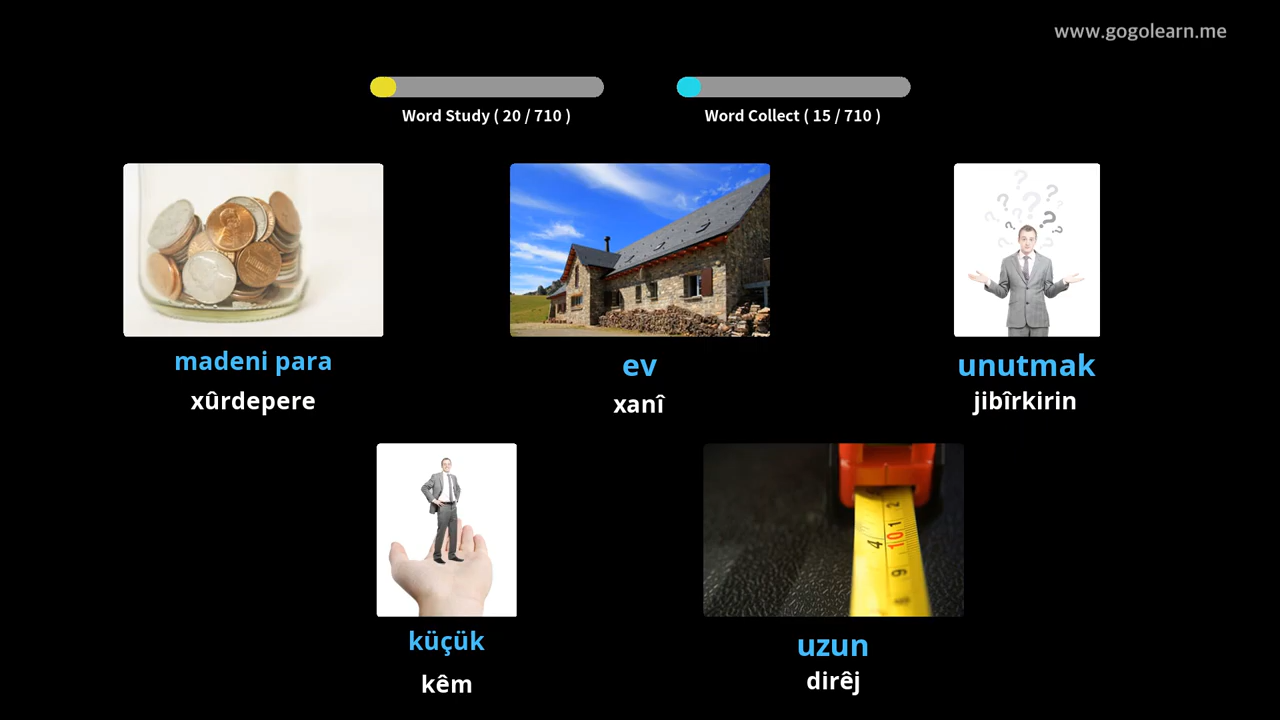 www.gogolearn.me
Word Study ( 20 / 710 )
Word Collect ( 15 / 710 )
madeni para
xûrdepere
ev
xanî
unutmak
jibîrkirin
küçük
kêm
uzun
dirêj